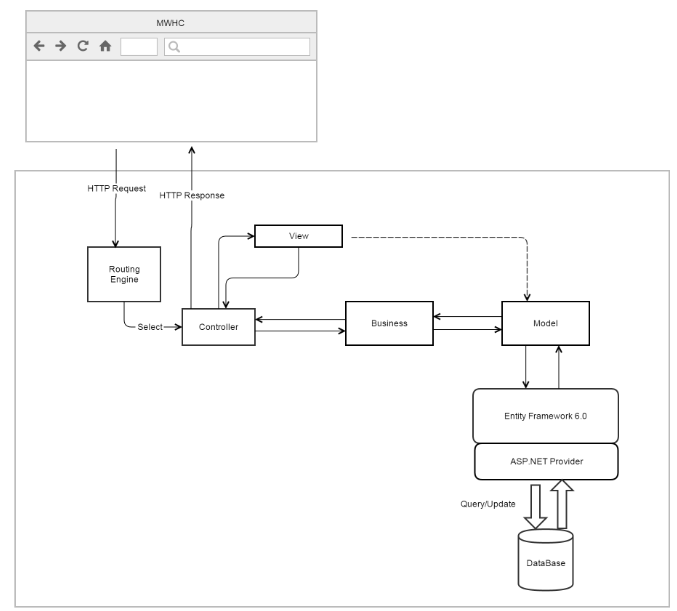 MWHC
HTTP Request
HTTP Response
View
Routing
Engine
Select
Controller
Business
Model
Entity Framework 6.0
ASP.NET Provider
Query/Update
DataBase